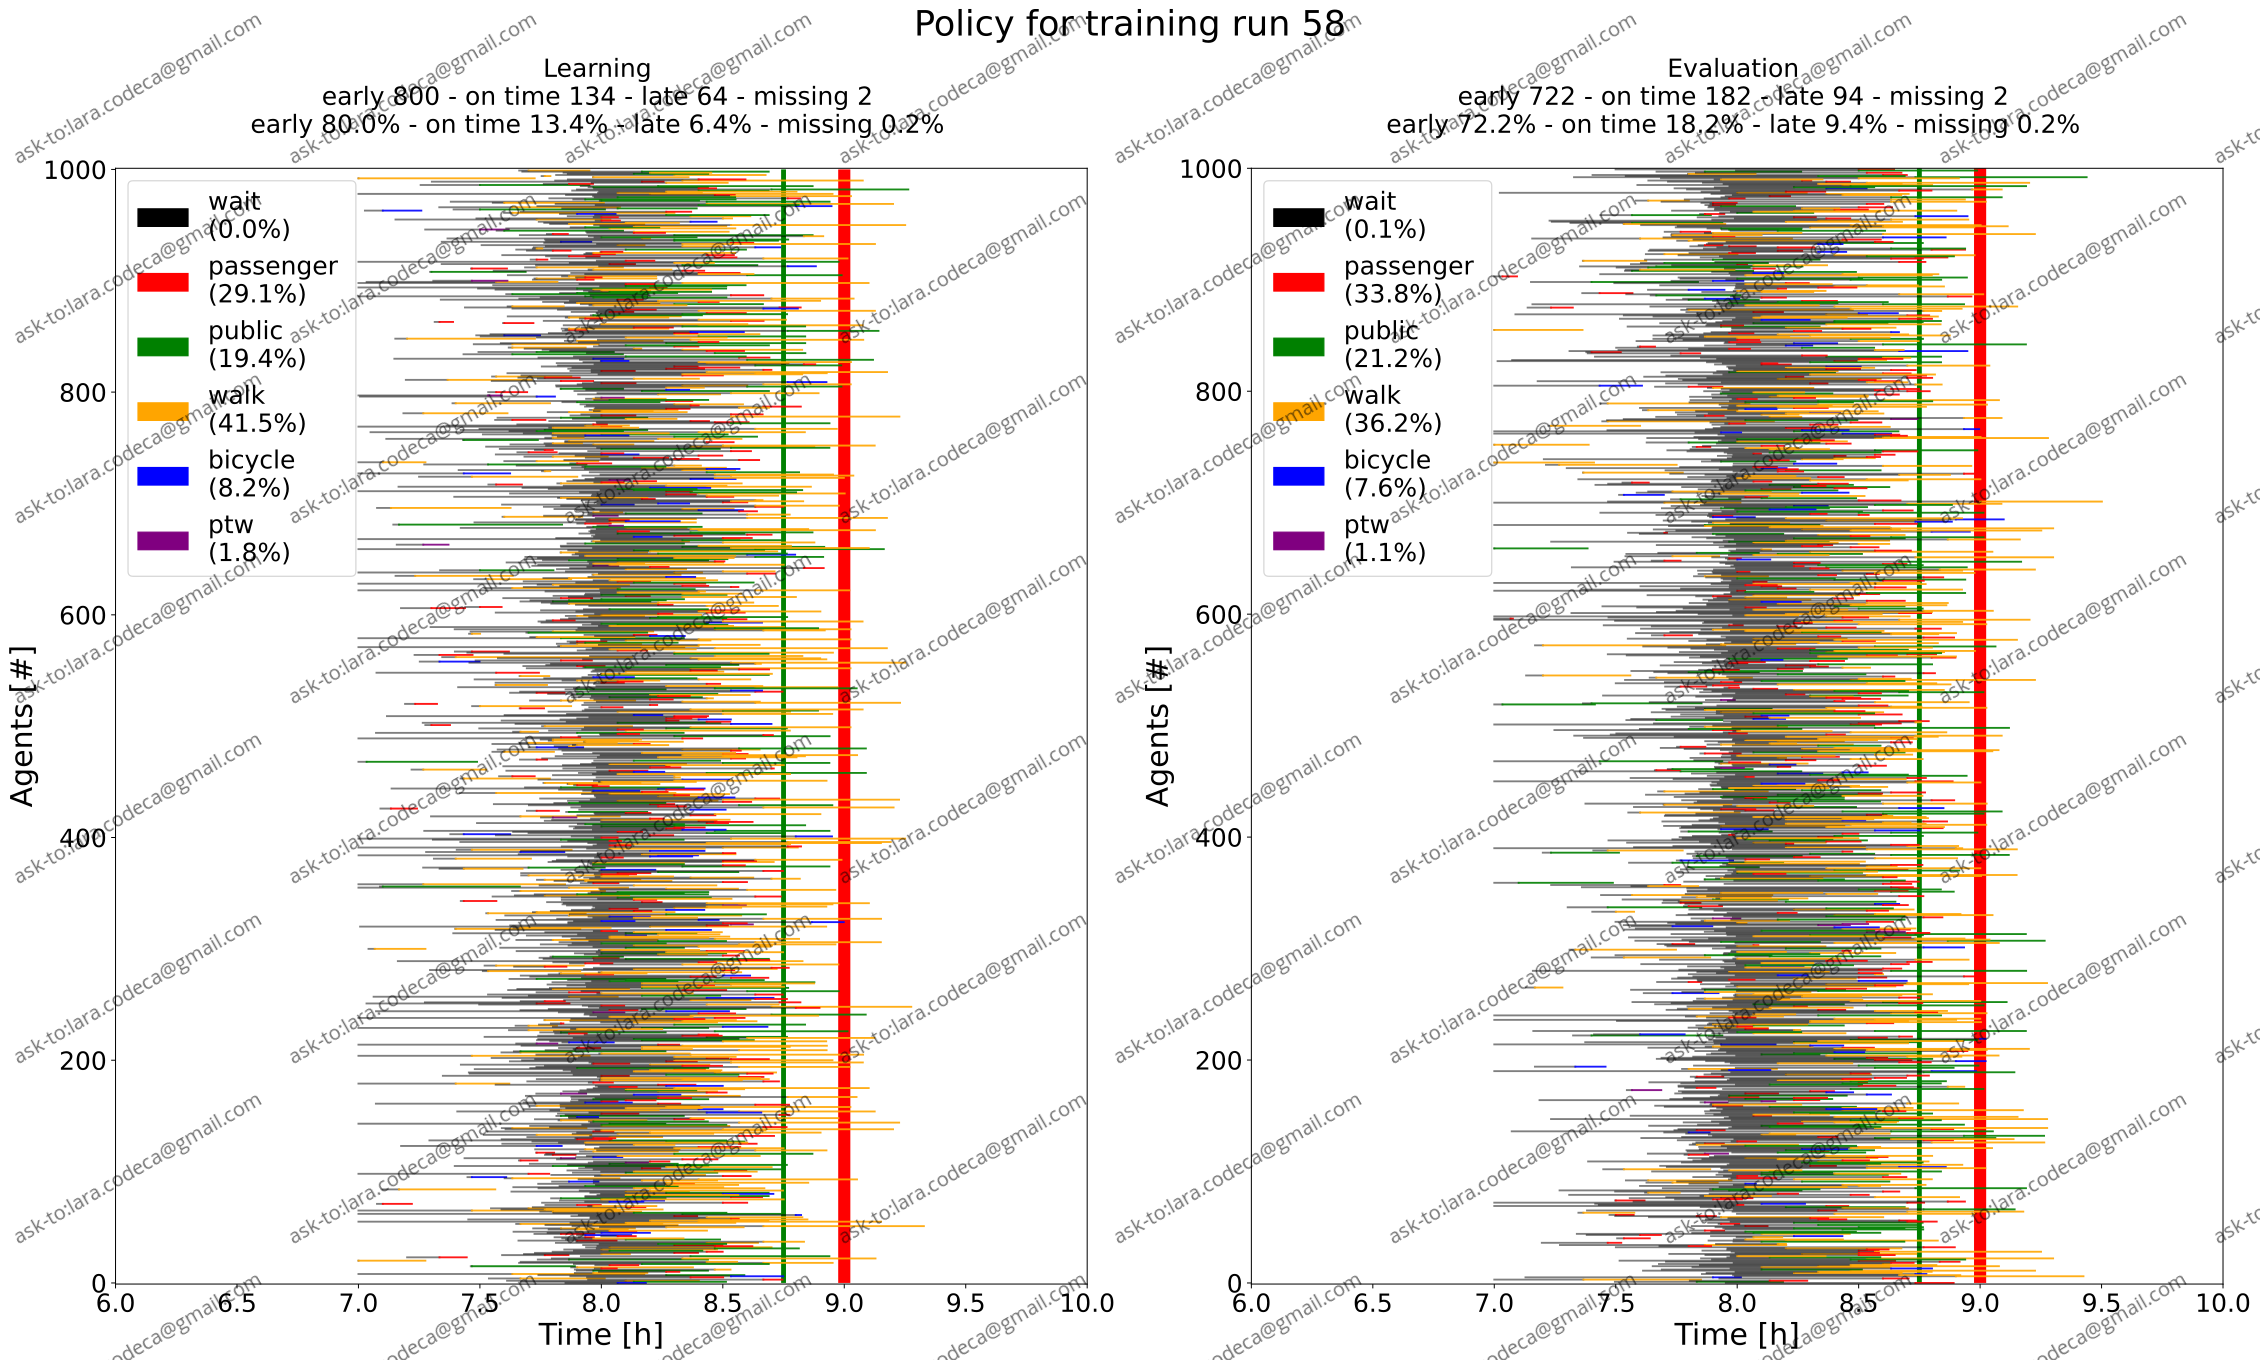 Policy for training run 58
Learning
early 800 - on time 134 - late 64 - missing 2
early 80.0% - on time 13.4% - late 6.4% - missing 0.2%
1000
800
600
400
200
0
Agents [#]
wait
(0.0%)
passenger
(29.1%)
public
(19.4%)
walk
(41.5%)
bicycle
(8.2%)
ptw
(1.8%)
6.0 6.5 7.0 7.5 8.0 8.5 9.0 9.5 10.0
Time [h]
Evaluation
early 722 - on time 182 - late 94 - missing 2
early 72.2% - on time 18.2% - late 9.4% - missing 0.2%
1000
800
600
400
200
0
Agents [#]
wait
(0.1%)
passenger
(33.8%)
public
(21.2%)
walk
(36.2%)
bicycle
(7.6%)
ptw
(1.1%)
6.0 6.5 7.0 7.5 8.0 8.5 9.0 9.5 10.0
Time [h]
ask-to:lara.codeca@gmail.com